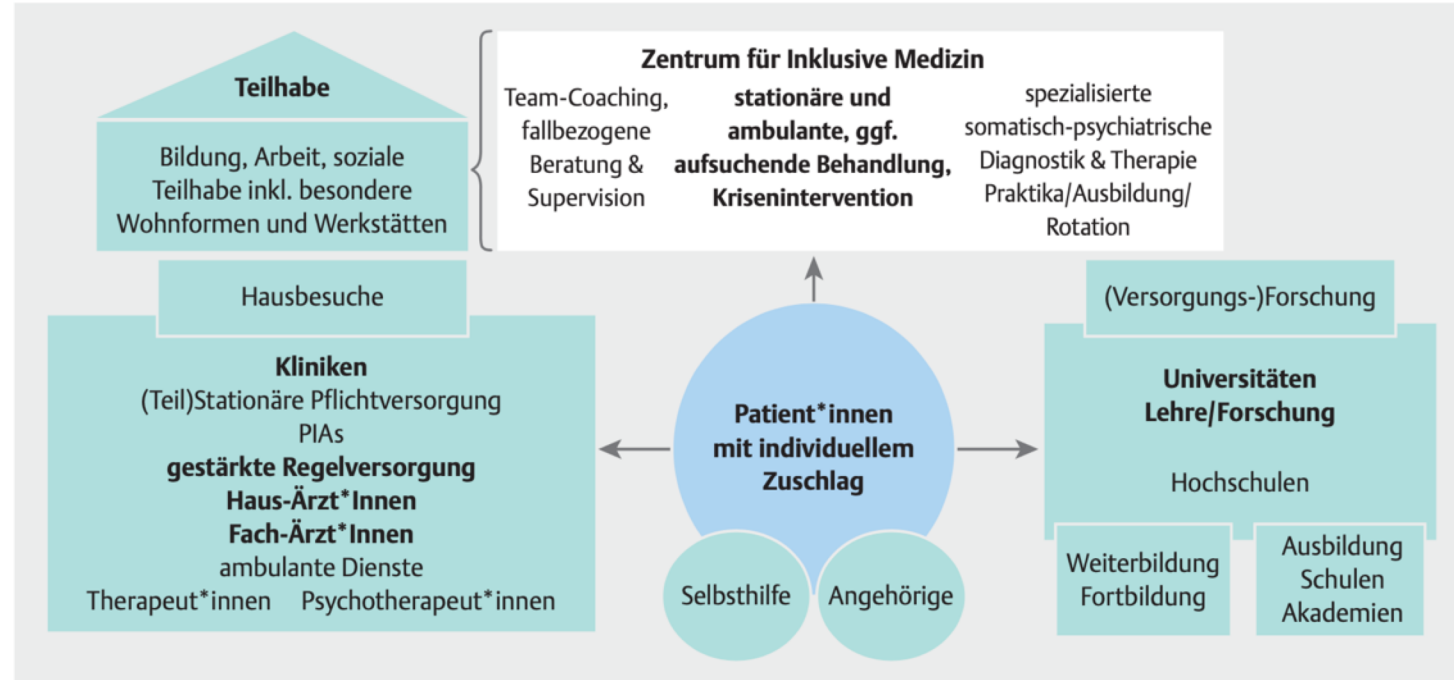 Teilhabe
Bildung, Arbeit, soziale
Teilhabe inkl. besondere
Wohnformen und Werkstätten
Zentrum für Inklusive Medizin
Team-Coaching,
fallbezogene
Beratung &
Supervision
stationäre und
ambulante, ggf.
aufsuchende Behandlung,
Krisenintervention
spezialisierte
somatisch-psychiatrische
Diagnostik & Therapie
Praktika/Ausbildung/
Rotation
Hausbesuche
Kliniken
(Teil)Stationäre Pflichtversorgung
PIAs
gestärkte Regelversorgung
Haus-Ärzt*Innen
Fach-Ärzt*Innen
ambulante Dienste
Therapeut*innen Psychotherapeut*innen
Patient*innen
mit individuellem
Zuschlag
Selbsthilfe
Angehörige
(Versorgungs-)Forschung
Universitäten
Lehre/Forschung
Hochschulen
Weiterbildung
Fortbildung
Ausbildung
Schulen
Akademien